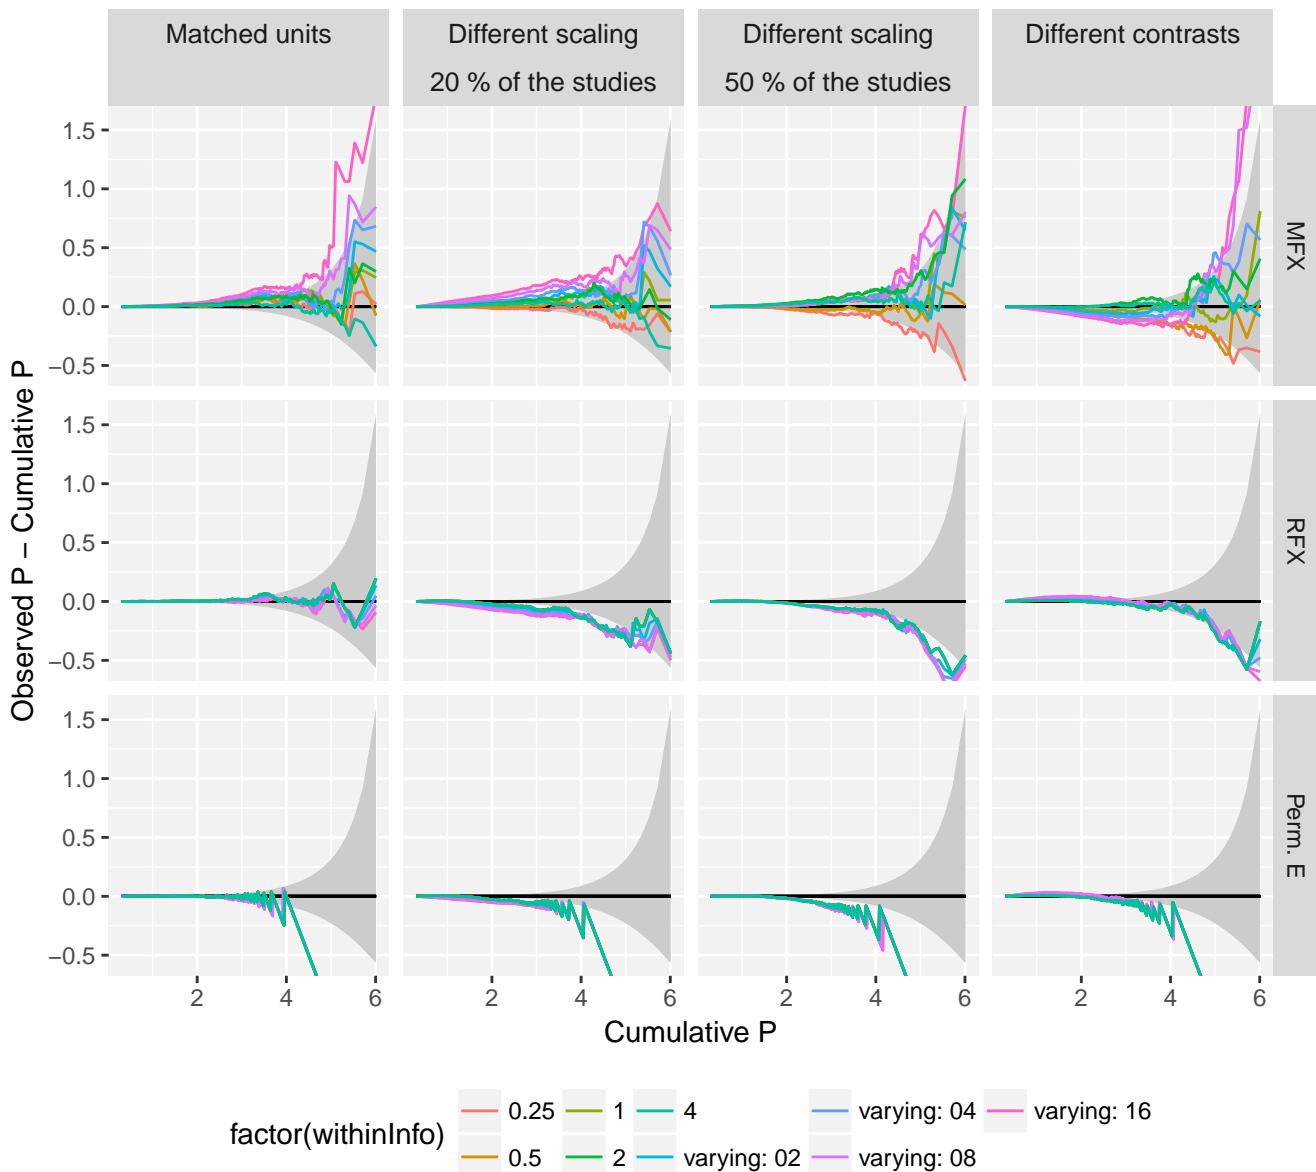 Matched units
Different scaling
20 % of the studies
Different scaling
50 % of the studies
Different contrasts
1.5
1.0
0.5
0.0
−0.5
MFX
1.5
1.0
0.5
0.0
−0.5
RFX
1.5
1.0
0.5
0.0
−0.5
Perm. E
Observed P − Cumulative P
2 4 6 2 4 6 2 4 6 2 4 6
Cumulative P
factor(withinInfo)
0.25 1 4 varying: 04 varying: 16
0.5 2 varying: 02 varying: 08